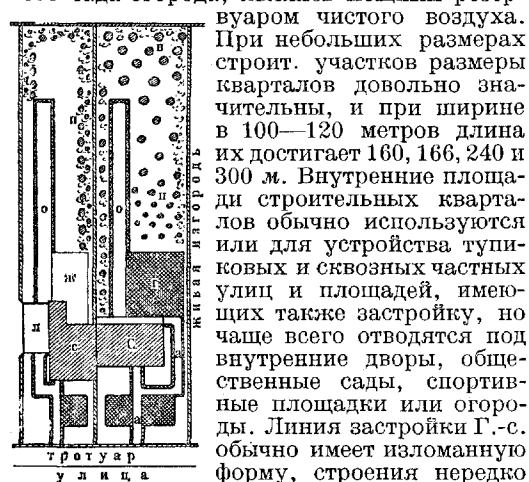 вуаром чистого воздуха.
При небольших размерах
строит. участков размеры
кварталов довольно зна-
чительны, и при ширине
в 100—120 метров длина
их достигает 160, 166, 240 и
300 м. Внутренние площа-
ди строительных кварта-
лов обычно используются
или для устройства тупи-
ковых и сквозных частных
улиц и площадей, имею-
щих также застройку, но
чаще всего отводятся под
внутренние дворы, обще-
ственные сады, спортив-
ные площадки или огоро-
ды. Линия застройки Г.-с.
обычно имеет изломанную
форму, строения нередко
п
п
п
о
о
ж
л
с
С
а
а
живая изгородь
тротуар
улица